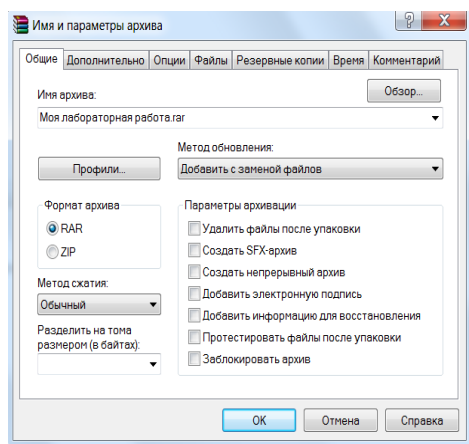 Имя и параметры архива
Общие Дополнительно Опции Файлы Резервные копии Время Комментарий
Имя архива:
Обзор...
Моя лабораторная работа.rar
Метод обновления:
Профили... Добавить с заменой файлов
Формат архива
RAR
ZIP
Метод сжатия:
Обычный
Разделить на тома
размером (в байтах):
Параметры архивации
Удалить файлы после упаковки
Создать SFX-архив
Создать непрерывный архив
Добавить электронную подпись
Добавить информацию для восстановления
Протестировать файлы после упаковки
Заблокировать архив
OK Отмена Справка